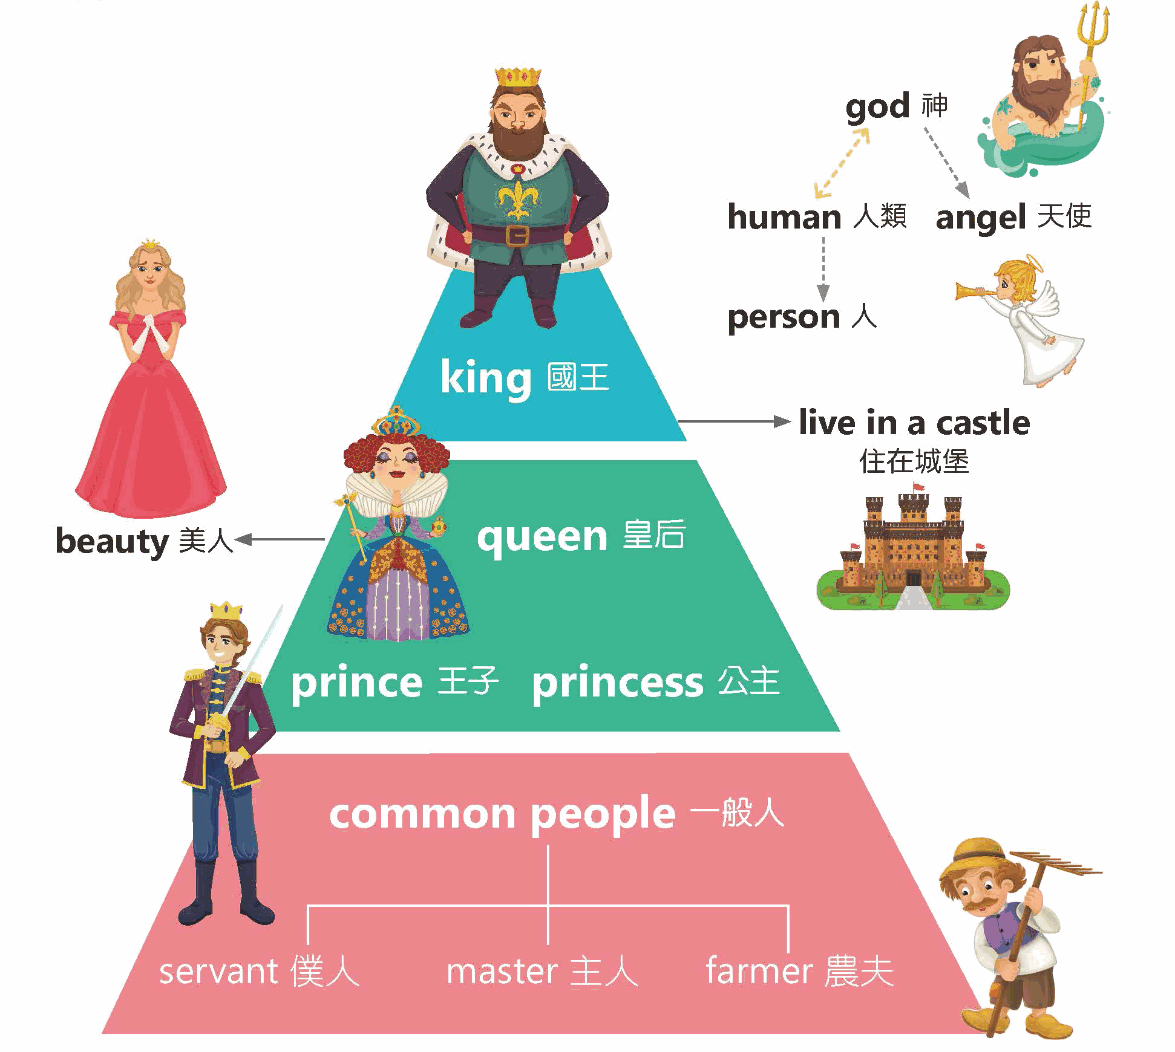 god 神
human 人類
angel 天使
person 人
king 國王
live in a castle
住在城堡
queen 皇后
beauty 美人
prince 王子
princess 公主
common people 一般人
servant 僕人
master 主人
farmer 農夫